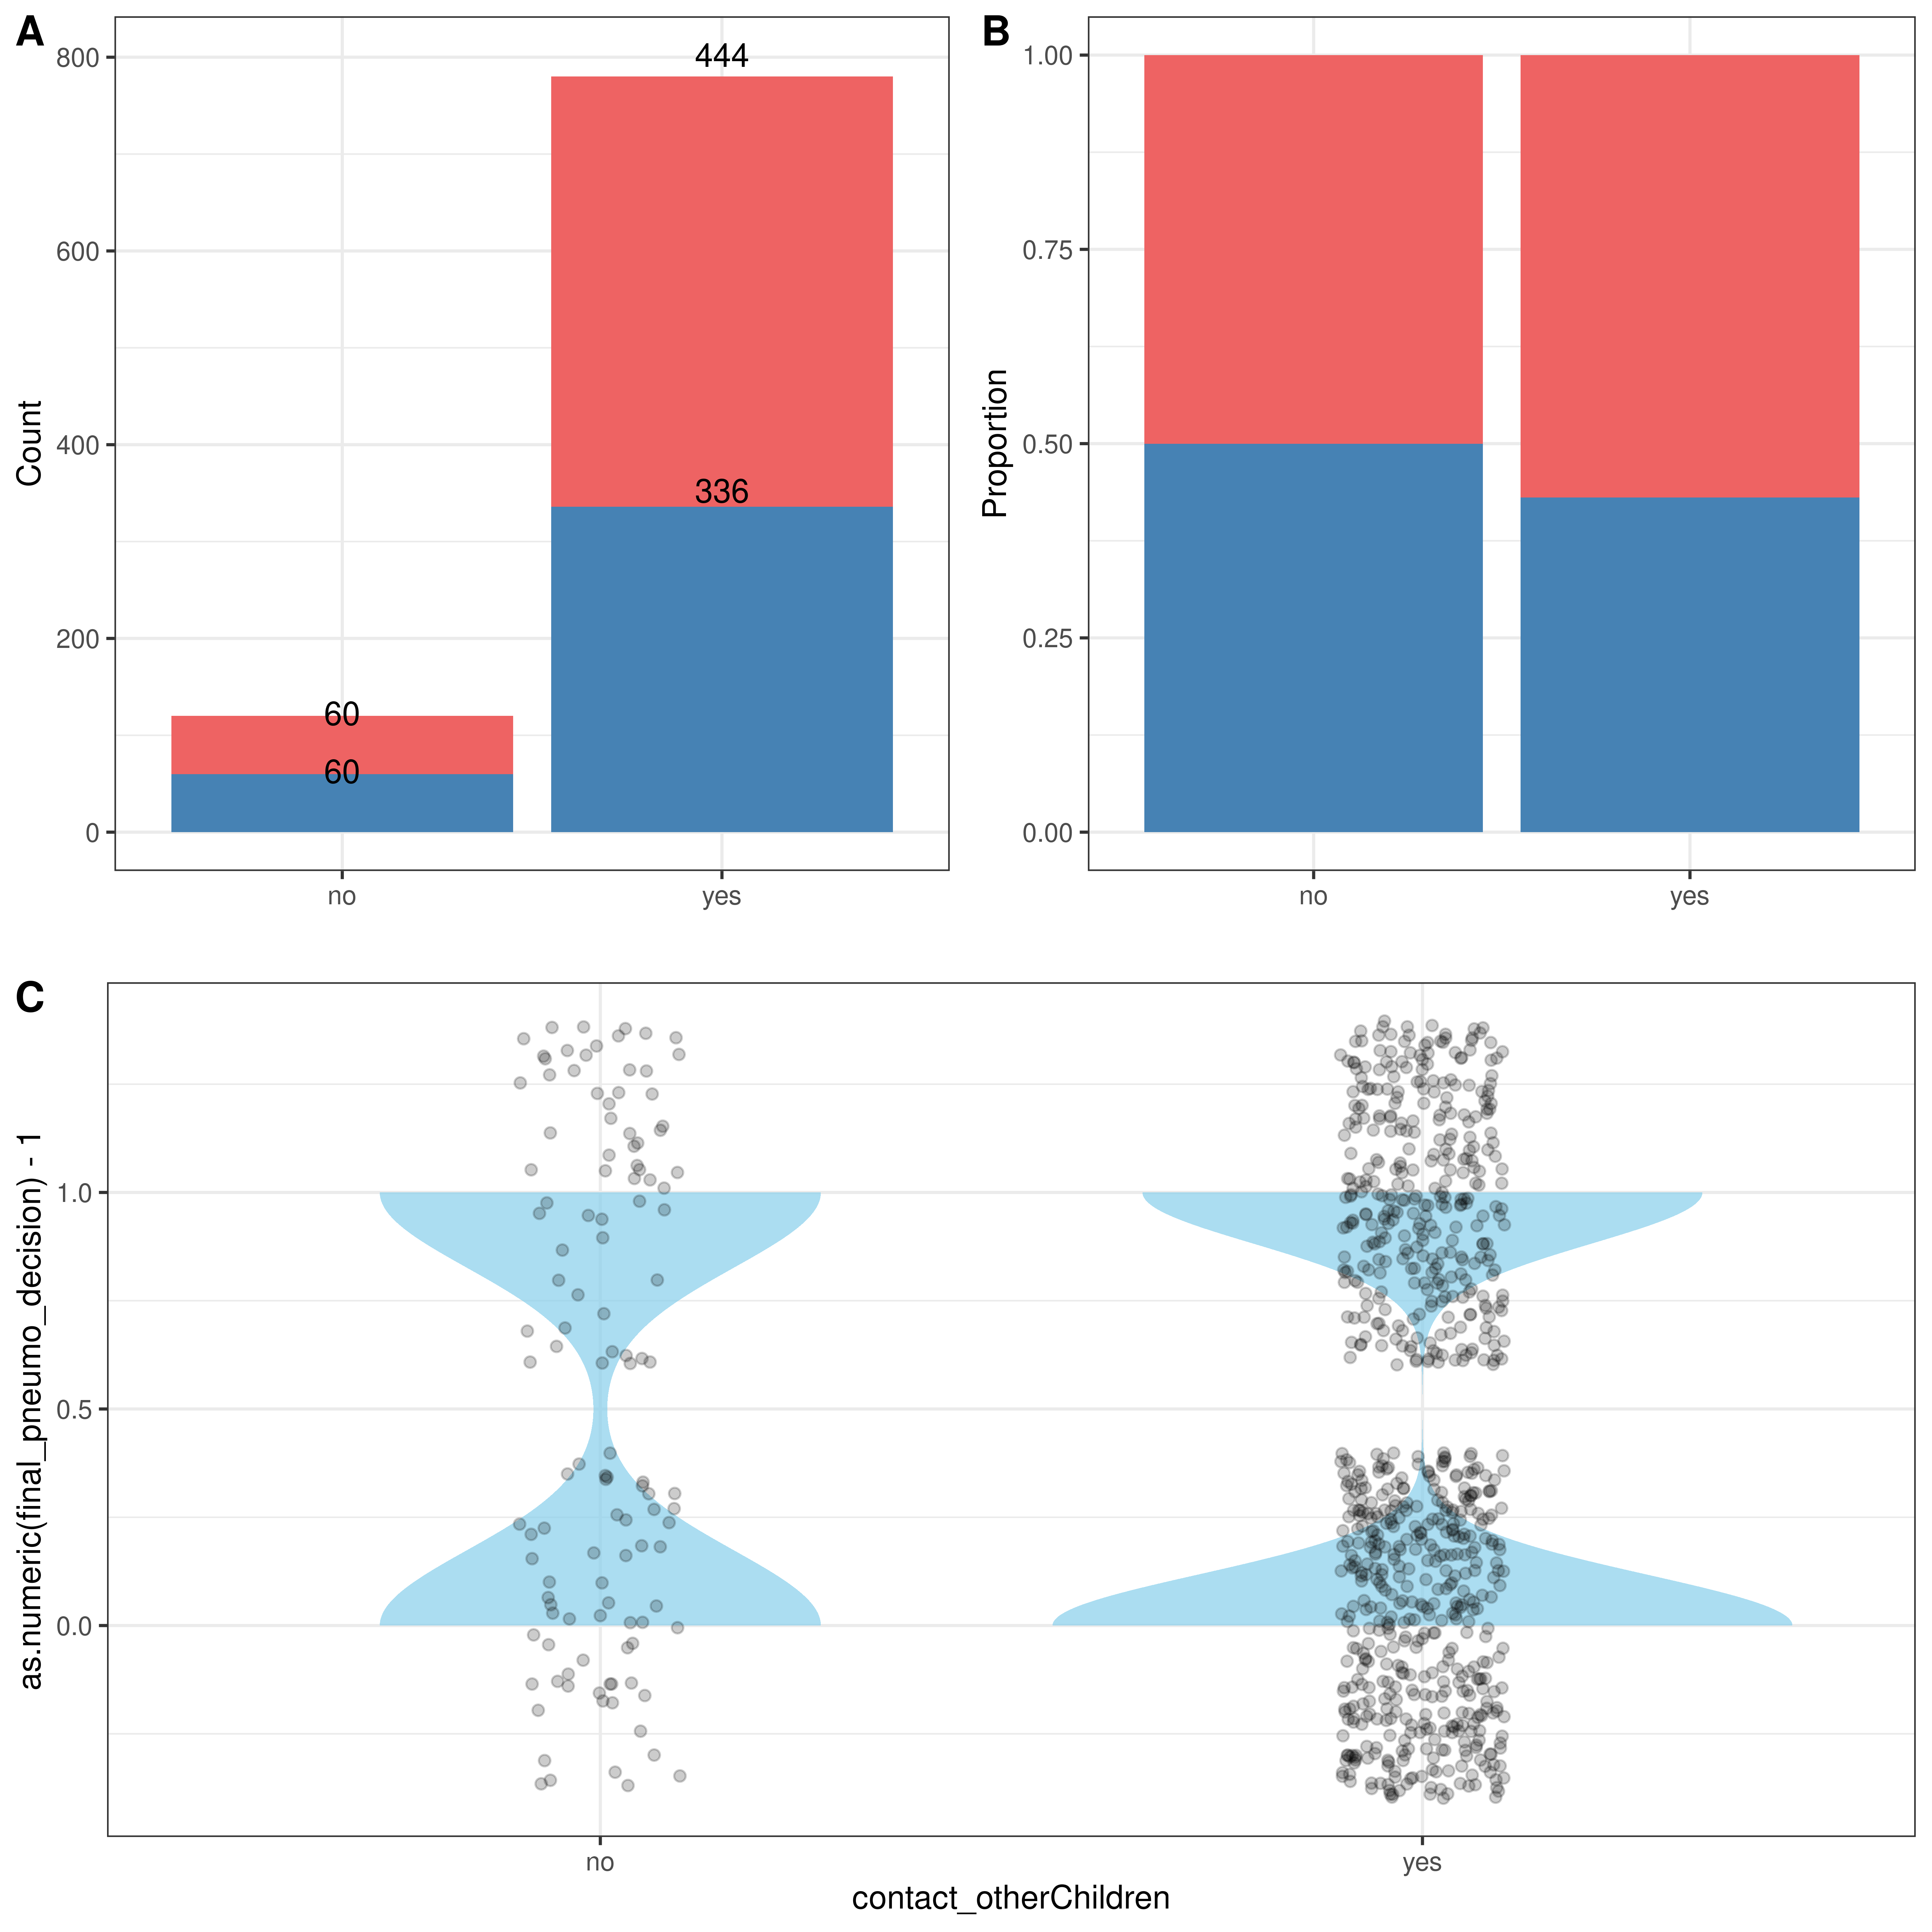 A
Count
800
600
400
200
0
444
336
60
60
no yes
B
Proportion
1.00
0.75
0.50
0.25
0.00
no yes
C
as.numeric(final_pneumo_decision) - 1
1.0
0.5
0.0
no yes
contact_otherChildren